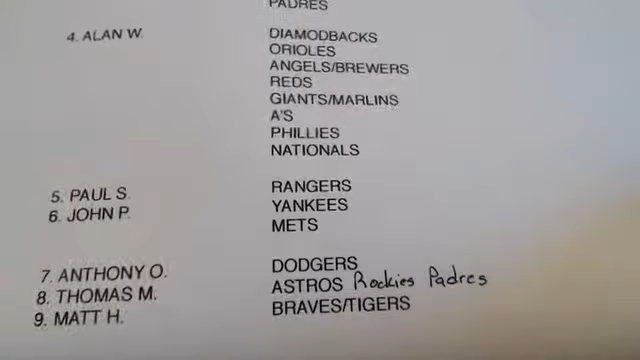 PADRES
4. ALAN W. DIAMODBACKS
ORIOLES
ANGELS/BREWERS
REDS
GIANTS/MARLINS
A'S
PHILLIES
NATIONALS
5. PAUL S. RANGERS
6. JOHN P. YANKEES
METS
7. ANTHONY O. DODGERS
8. THOMAS M. ASTROS Rockies Padres
9. MATT H. BRAVES/TIGERS